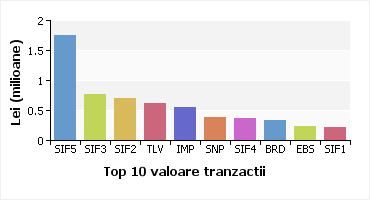 Lei (milioane)
2
1.5
1
0.5
0
SIF5 SIF3 SIF2 TLV IMP SNP SIF4 BRD EBS SIF1
Top 10 valoare tranzactii